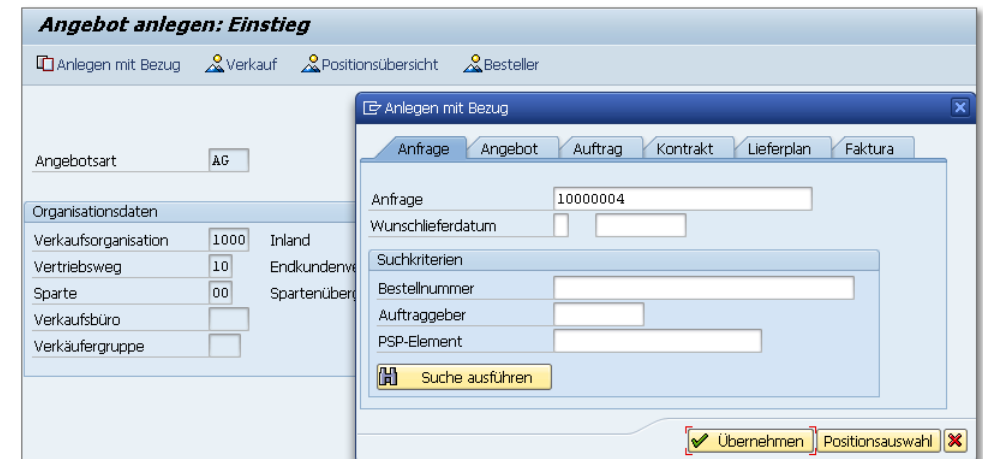 Angebot anlegen: Einstieg
Anlegen mit Bezug Verkauf Positionsübersicht Besteller
Angebotsart AG
Organisationsdaten
Verkaufsorganisation 1000 Inland
Vertriebsweg 10 Endkundenve
Sparte 00 Spartenüberg
Verkaufsbüro
Verkäufergruppe
Anlegen mit Bezug
Anfrage Angebot Auftrag Kontrakt Lieferplan Faktura
Anfrage 10000004
Wunschlieferdatum
Suchkriterien
Bestellnummer
Auftraggeber
PSP-Element
Suche ausführen
Übernehmen Positionsauswahl